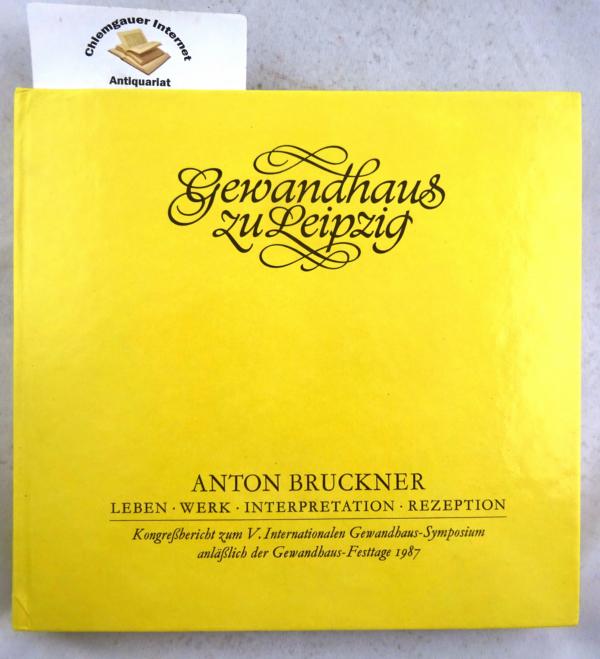 Chiemgauer Internet
Antiquariat
Gewandhaus
zu Leipzig
ANTON BRUCKNER
LEBEN · WERK · INTERPRETATION · REZEPTION
Kongreßbericht zum V. Internationalen Gewandhaus-Symposium
anläßlich der Gewandhaus-Festtage 1987